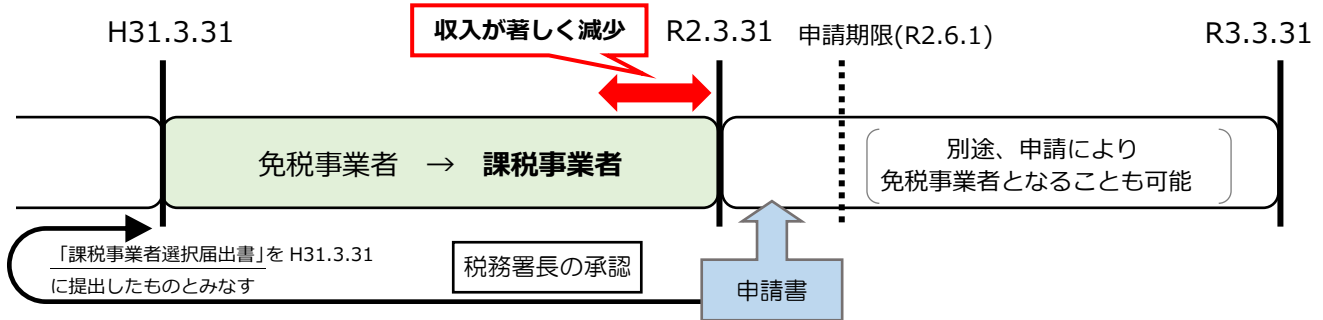 収入が著しく減少
H31.3.31
R2.3.31
申請期限(R2.6.1)
R3.3.31
免税事業者 → 課税事業者
別途、申請により
免税事業者となることも可能
「課税事業者選択届出書」を H31.3.31
に提出したものとみなす
税務署長の承認
申請書